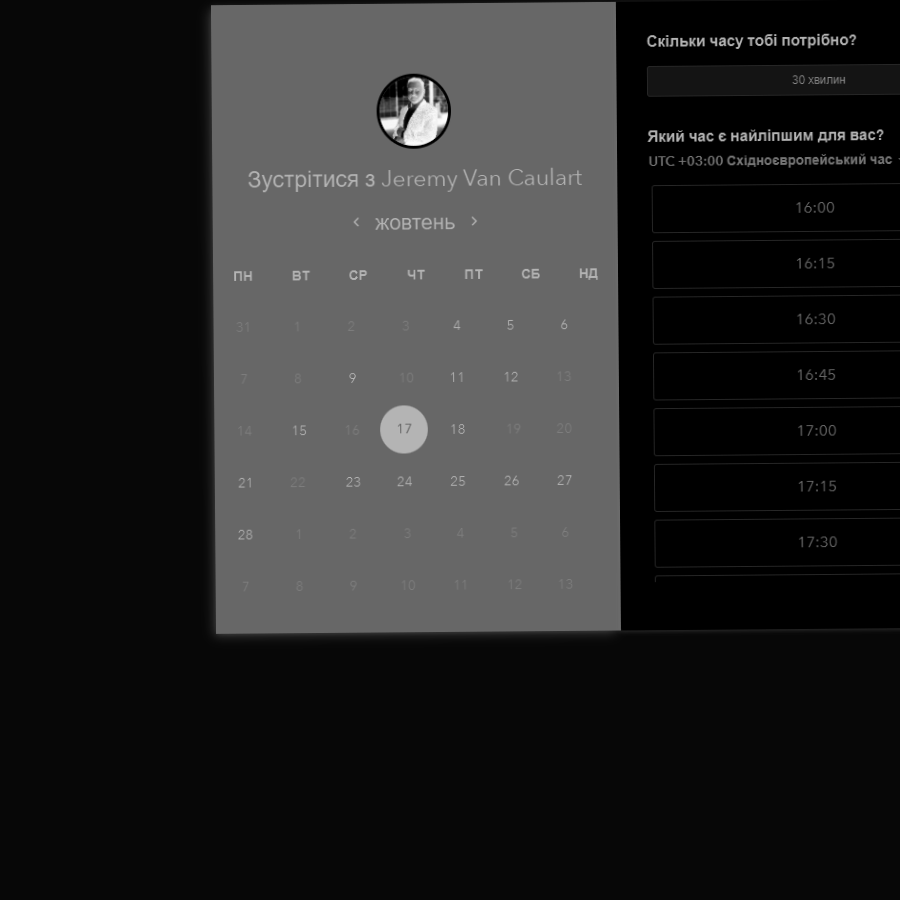 Зустрітися з Jeremy Van Caulart
‹ жовтень ›
ПН ВТ СР ЧТ ПТ СБ НД
31 1 2 3 4 5 6
7 8 9 10 11 12 13
14 15 16 17 18 19 20
21 22 23 24 25 26 27
28 1 2 3 4 5 6
7 8 9 10 11 12 13
Скільки часу тобі потрібно?
30 хвилин
Який час є найліпшим для вас?
UTC +03:00 Східноєвропейський час
16:00
16:15
16:30
16:45
17:00
17:15
17:30